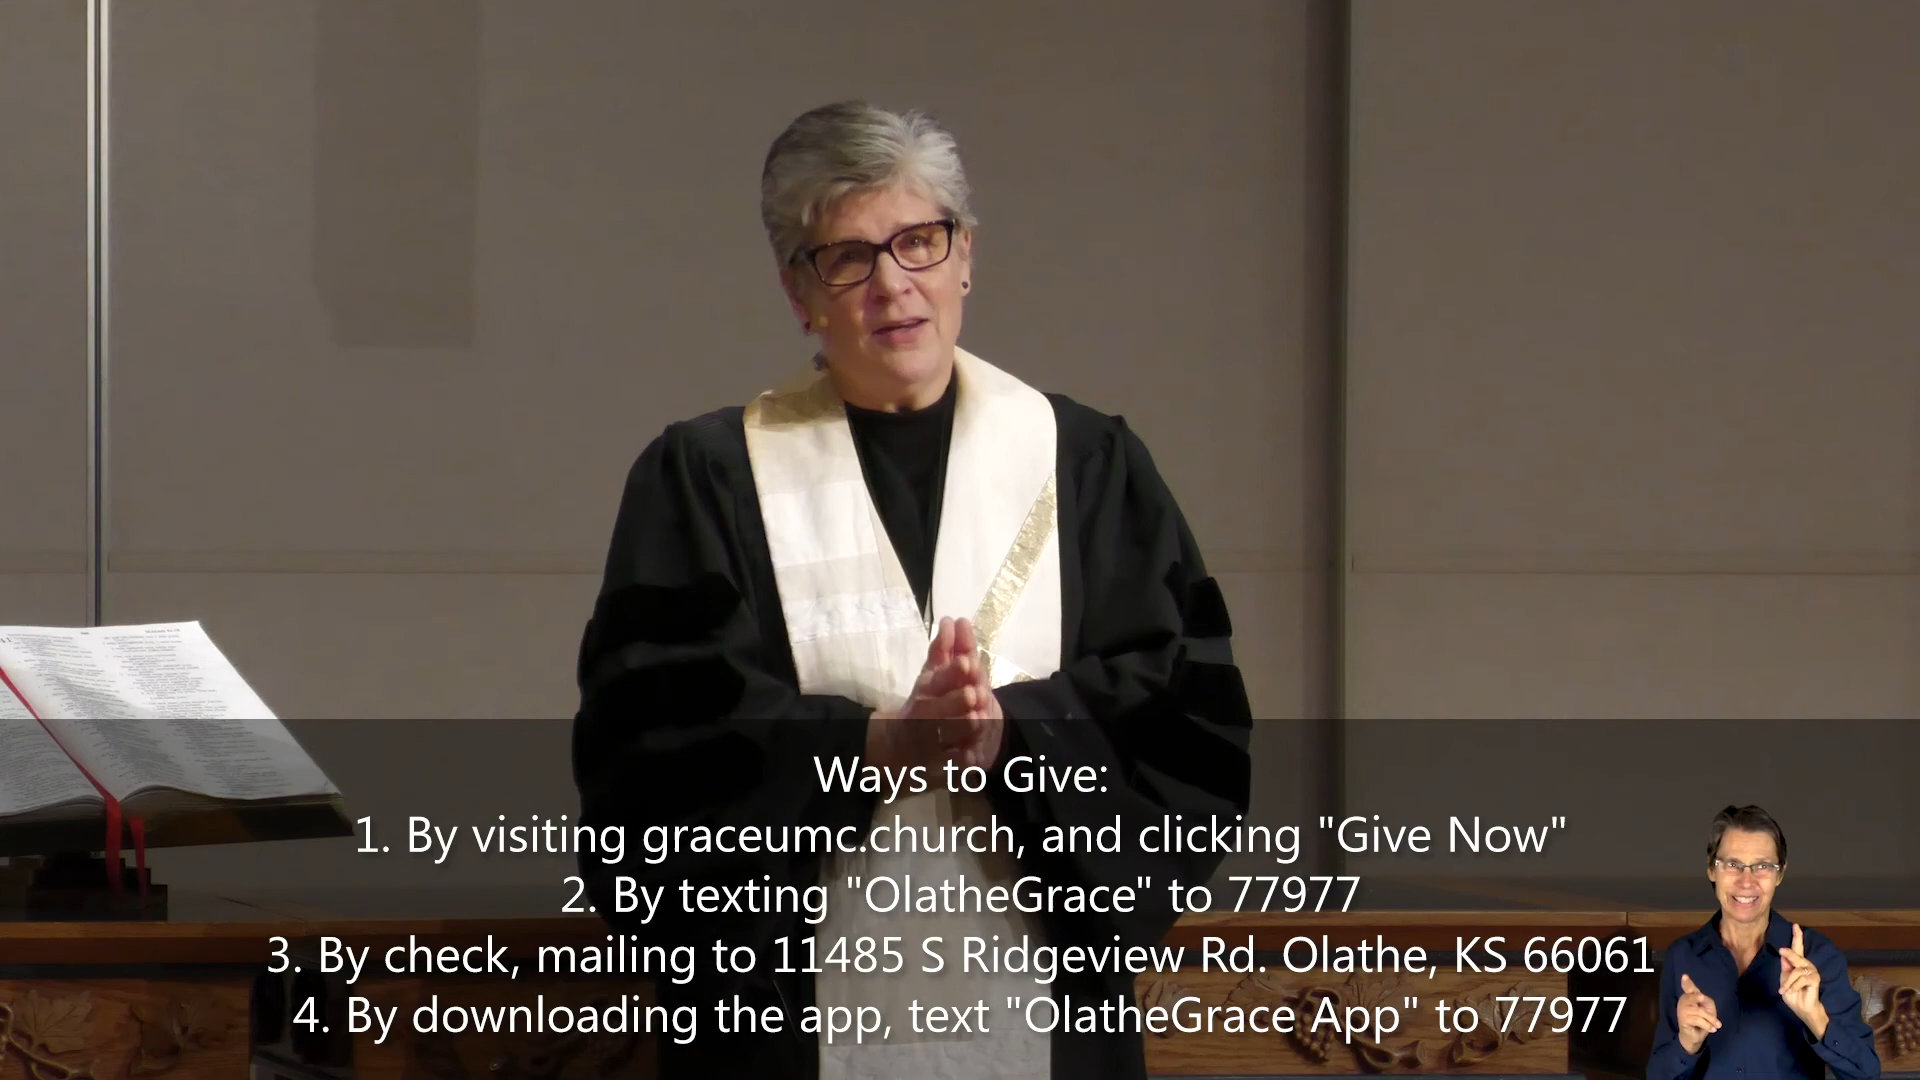 Ways to Give:
1. By visiting graceumc.church, and clicking "Give Now"
2. By texting "OlatheGrace" to 77977
3. By check, mailing to 11485 S Ridgeview Rd. Olathe, KS 66061
4. By downloading the app, text "OlatheGrace App" to 77977